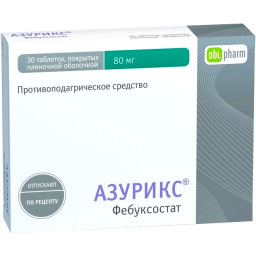 30 таблеток, покрытых
пленочной оболочкой
80 мг
obl pharm
Противоподагрическое средство
АЗУРИКС®
Фебуксостат
ОТПУСКАЮТ
ПО РЕЦЕПТУ